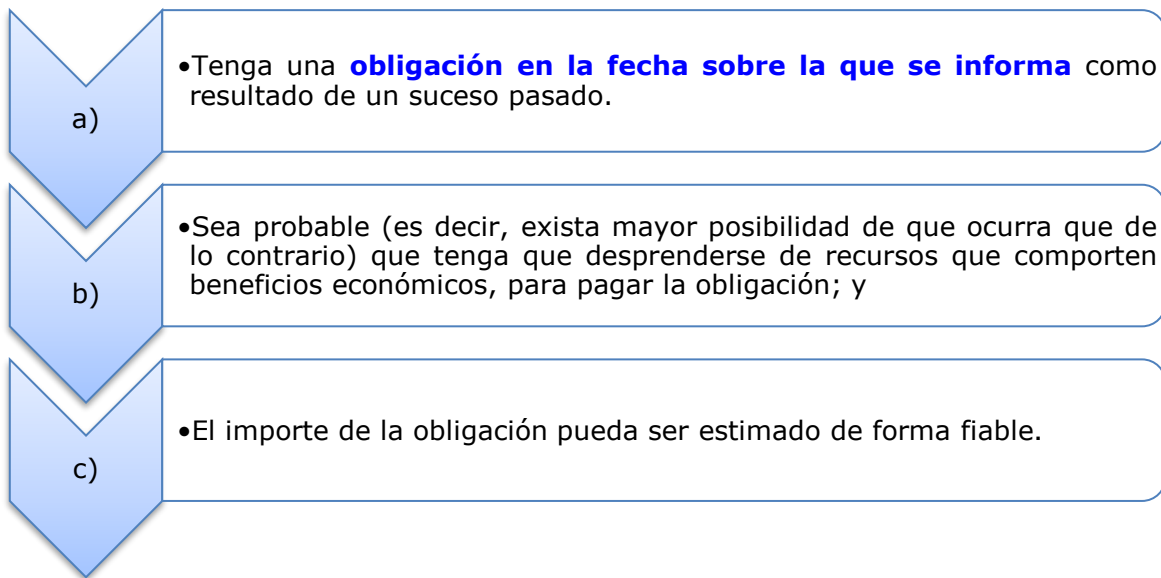 a)
•Tenga una obligación en la fecha sobre la que se informa como
resultado de un suceso pasado.
b)
•Sea probable (es decir, exista mayor posibilidad de que ocurra que de
lo contrario) que tenga que desprenderse de recursos que comporten
beneficios económicos, para pagar la obligación; y
c)
•El importe de la obligación pueda ser estimado de forma fiable.